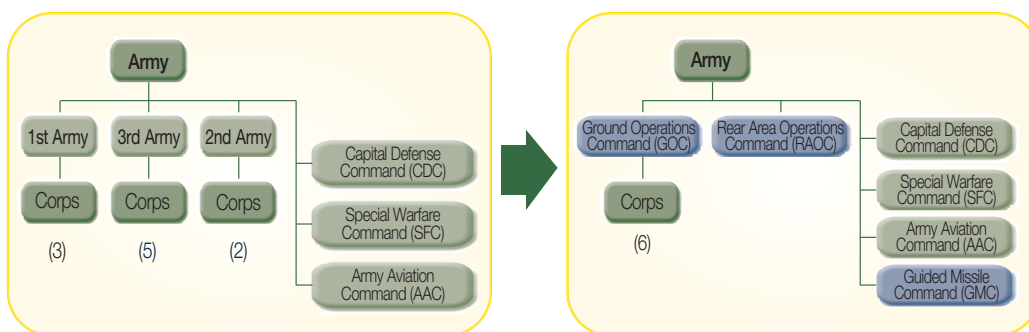 Army
1st Army
3rd Army
2nd Army
Corps
Corps
Corps
(3)
(5)
(2)
Capital Defense
Command (CDC)
Special Warfare
Command (SFC)
Army Aviation
Command (AAC)
Army
Ground Operations
Command (GOC)
Rear Area Operations
Command (RAOC)
Corps
(6)
Capital Defense
Command (CDC)
Special Warfare
Command (SFC)
Army Aviation
Command (AAC)
Guided Missile
Command (GMC)